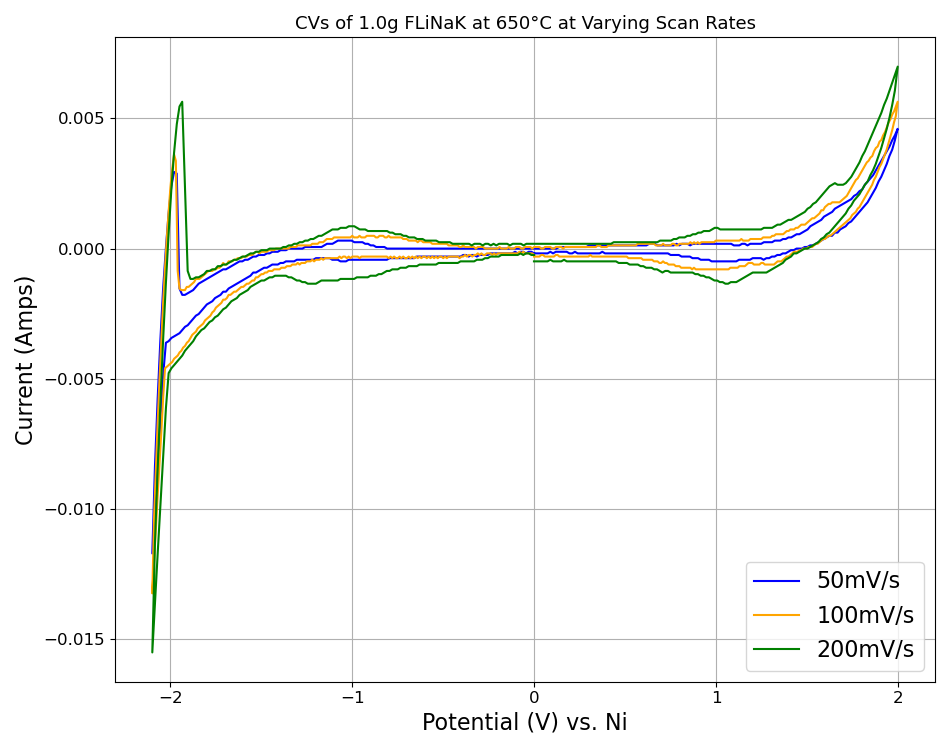 CVs of 1.0g FLiNaK at 650°C at Varying Scan Rates
Current (Amps)
0.005
0.000
−0.005
−0.010
−0.015
50mV/s
100mV/s
200mV/s
−2
−1
0
1
2
Potential (V) vs. Ni